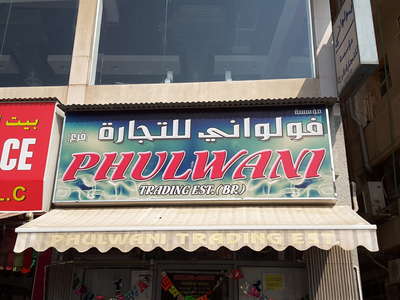 مؤسسة
فولواني للتجارة
فرع:
PHULWANI
TRADING EST. (BR)
PHULWANI TRADING EST
بيت
CE
L.C